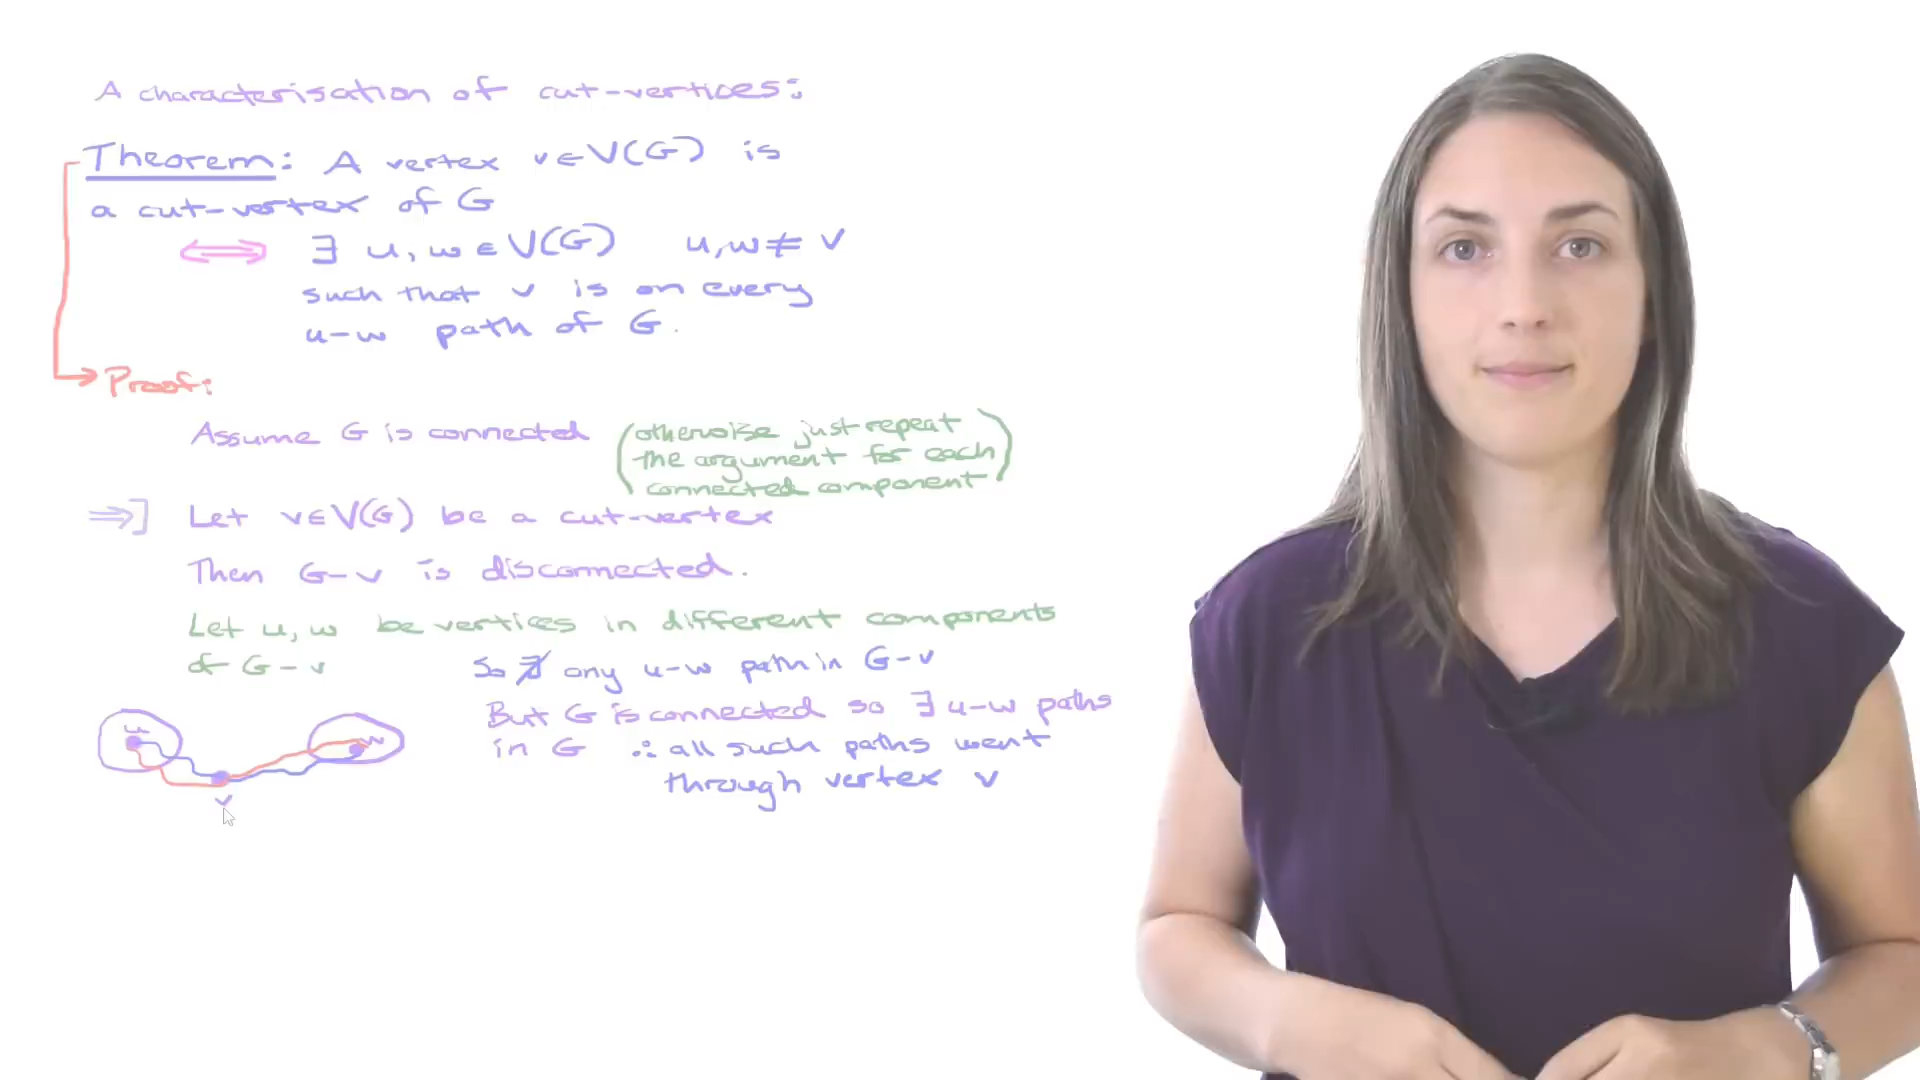 A characterisation of cut-vertices:
Theorem: A vertex v∈V(G) is
a cut-vertex of G
⟺ ∃ u, w ∈ V(G) u,w ≠ v
such that v is on every
u-w path of G.
Proof:
Assume G is connected (otherwise just repeat
the argument for each
connected component)
⇒] Let v∈V(G) be a cut-vertex
Then G-v is disconnected.
Let u, w be vertices in different components
of G-v So ∄ any u-w path in G-v
But G is connected so ∃ u-w paths
in G ∴ all such paths went
through vertex v
u w
v